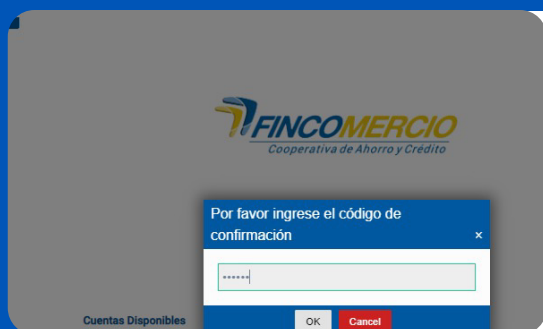 FINCOMERCIO
Cooperativa de Ahorro y Crédito
Por favor ingrese el código de
confirmación ×
••••••
Cuentas Disponibles
OK Cancel